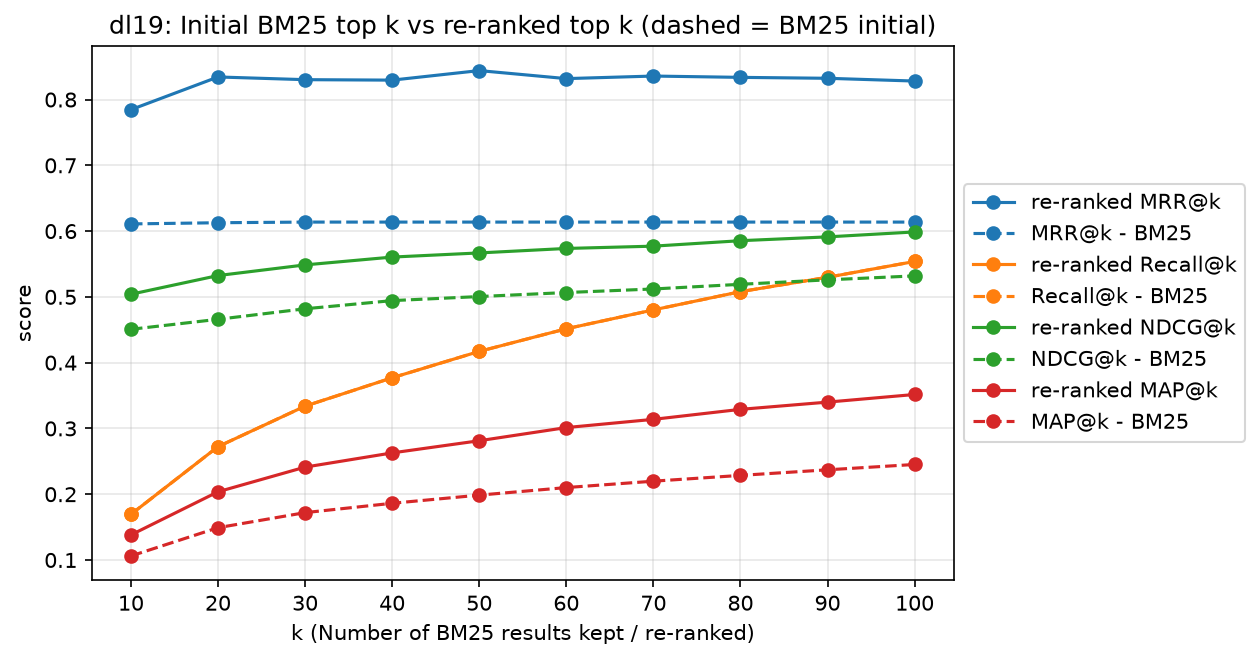 dl19: Initial BM25 top k vs re-ranked top k (dashed = BM25 initial)
score
0.8
0.7
0.6
0.5
0.4
0.3
0.2
0.1
10 20 30 40 50 60 70 80 90 100
k (Number of BM25 results kept / re-ranked)
re-ranked MRR@k
MRR@k - BM25
re-ranked Recall@k
Recall@k - BM25
re-ranked NDCG@k
NDCG@k - BM25
re-ranked MAP@k
MAP@k - BM25